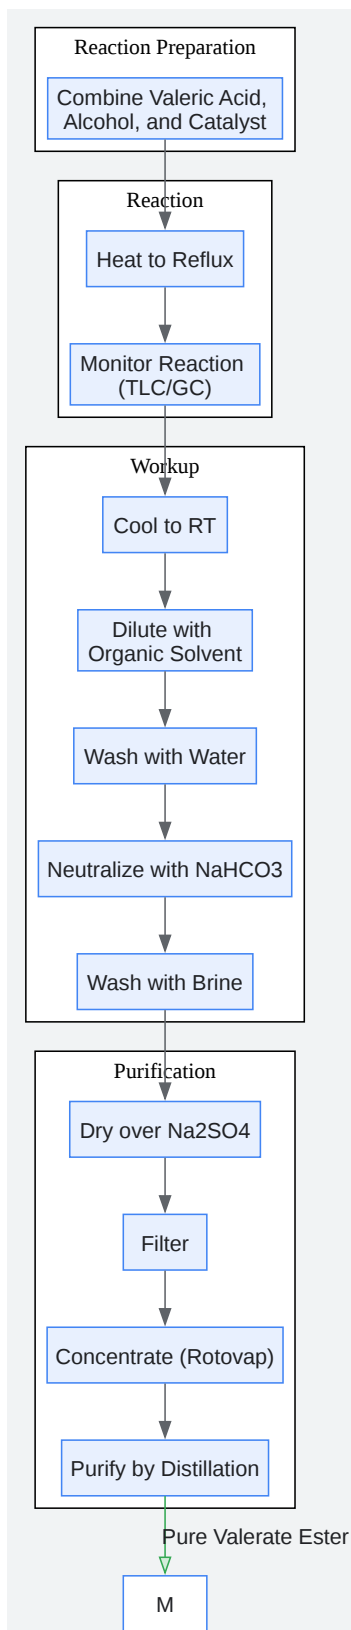 Reaction Preparation
Combine Valeric Acid,
Alcohol, and Catalyst
Reaction
Heat to Reflux
Monitor Reaction
(TLC/GC)
Workup
Cool to RT
Dilute with
Organic Solvent
Wash with Water
Neutralize with NaHCO3
Wash with Brine
Purification
Dry over Na2SO4
Filter
Concentrate (Rotovap)
Purify by Distillation
Pure Valerate Ester
M